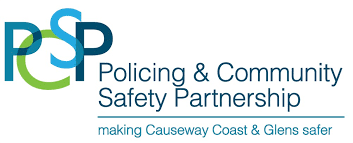 PCSP
Policing & Community
Safety Partnership
making Causeway Coast & Glens safer